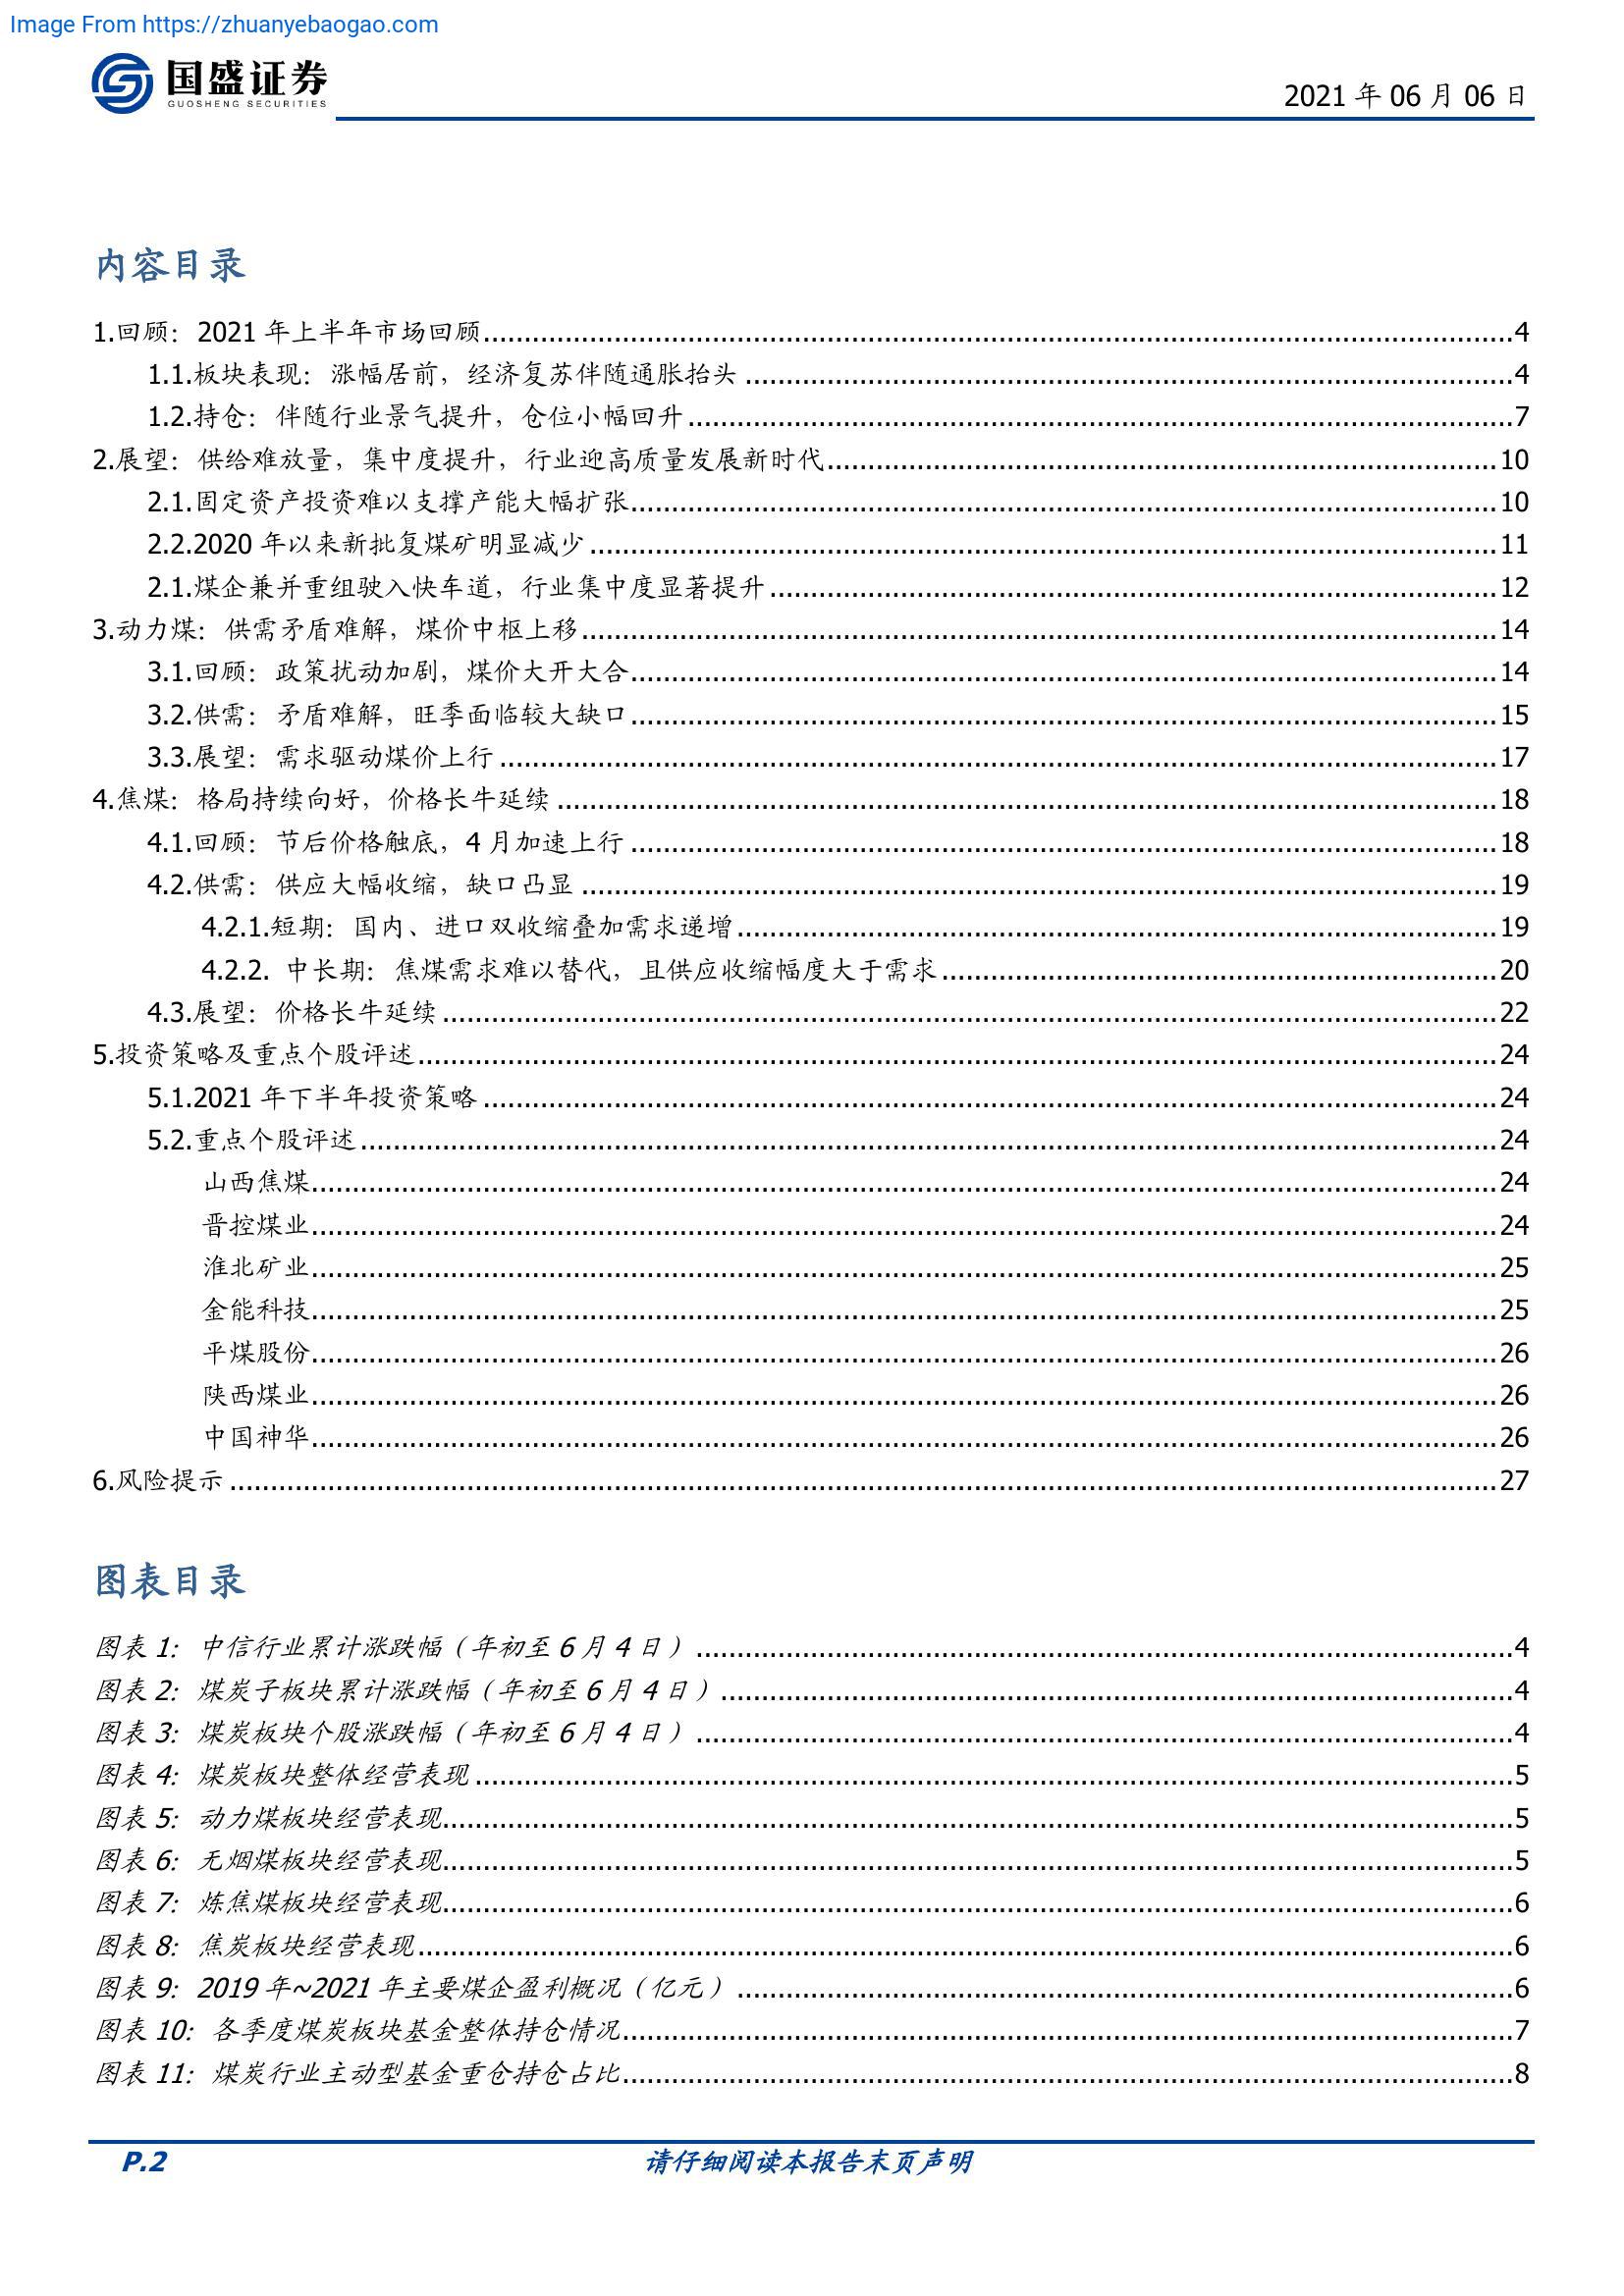 Image From https://zhuanyebaogao.com
国盛证券
GUOSHENG SECURITIES
2021 年 06 月 06 日
内容目录
1.回顾：2021 年上半年市场回顾....................4
1.1.板块表现：涨幅居前，经济复苏伴随通胀抬头....................4
1.2.持仓：伴随行业景气提升，仓位小幅回升....................7
2.展望：供给难放量，集中度提升，行业迎高质量发展新时代....................10
2.1.固定资产投资难以支撑产能大幅扩张....................10
2.2.2020 年以来新批复煤矿明显减少....................11
2.1.煤企兼并重组驶入快车道，行业集中度显著提升....................12
3.动力煤：供需矛盾难解，煤价中枢上移....................14
3.1.回顾：政策扰动加剧，煤价大开大合....................14
3.2.供需：矛盾难解，旺季面临较大缺口....................15
3.3.展望：需求驱动煤价上行....................17
4.焦煤：格局持续向好，价格长牛延续....................18
4.1.回顾：节后价格触底，4 月加速上行....................18
4.2.供需：供应大幅收缩，缺口凸显....................19
4.2.1.短期：国内、进口双收缩叠加需求递增....................19
4.2.2. 中长期：焦煤需求难以替代，且供应收缩幅度大于需求....................20
4.3.展望：价格长牛延续....................22
5.投资策略及重点个股评述....................24
5.1.2021 年下半年投资策略....................24
5.2.重点个股评述....................24
山西焦煤....................24
晋控煤业....................24
淮北矿业....................25
金能科技....................25
平煤股份....................26
陕西煤业....................26
中国神华....................26
6.风险提示....................27
图表目录
图表 1：中信行业累计涨跌幅（年初至 6 月 4 日）....................4
图表 2：煤炭子板块累计涨跌幅（年初至 6 月 4 日）....................4
图表 3：煤炭板块个股涨跌幅（年初至 6 月 4 日）....................4
图表 4：煤炭板块整体经营表现....................5
图表 5：动力煤板块经营表现....................5
图表 6：无烟煤板块经营表现....................5
图表 7：炼焦煤板块经营表现....................6
图表 8：焦炭板块经营表现....................6
图表 9：2019 年~2021 年主要煤企盈利概况（亿元）....................6
图表 10：各季度煤炭板块基金整体持仓情况....................7
图表 11：煤炭行业主动型基金重仓持仓占比....................8
P.2
请仔细阅读本报告末页声明